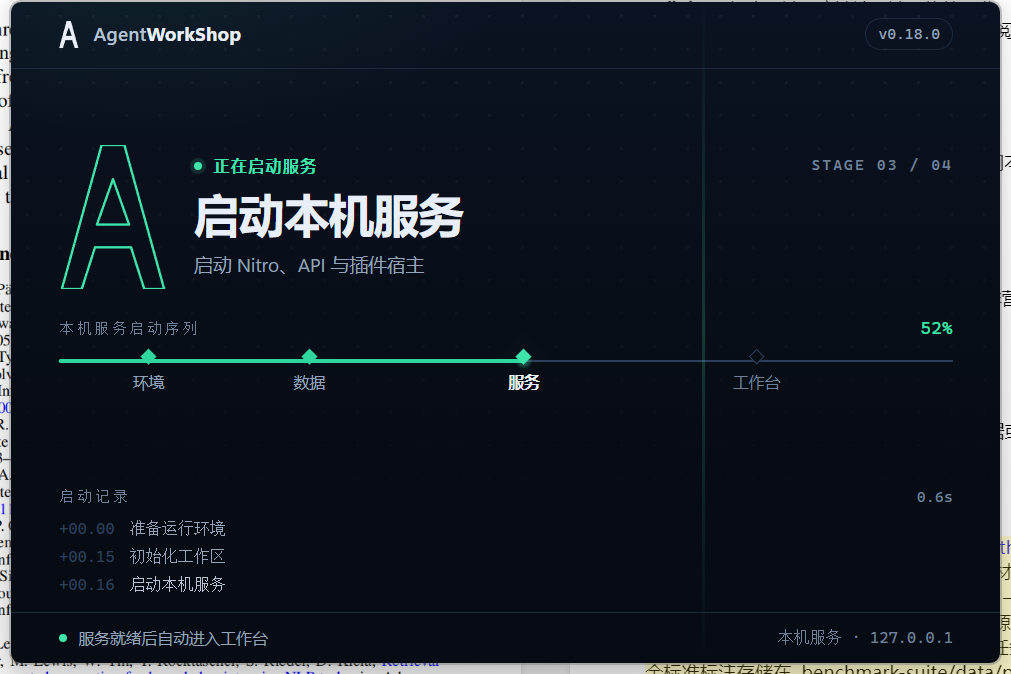 AgentWorkShop
v0.18.0
正在启动服务
STAGE 03 / 04
启动本机服务
启动 Nitro、API 与插件宿主
本机服务启动序列
52%
环境
数据
服务
工作台
启动记录
0.6s
+00.00 准备运行环境
+00.15 初始化工作区
+00.16 启动本机服务
服务就绪后自动进入工作台
本机服务 · 127.0.0.1